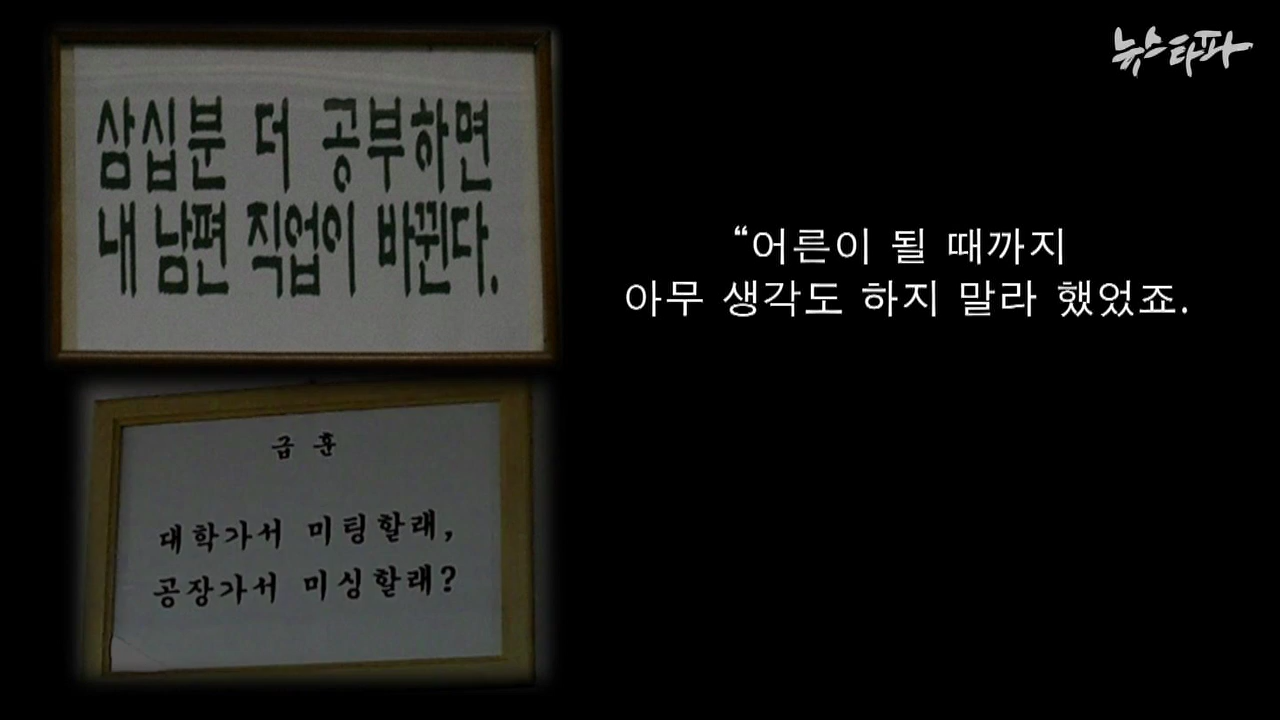 뉴스타파
삼십분 더 공부하면
내 남편 직업이 바뀐다.
“어른이 될 때까지
아무 생각도 하지 말라 했었죠.
급훈
대학가서 미팅할래,
공장가서 미싱할래?